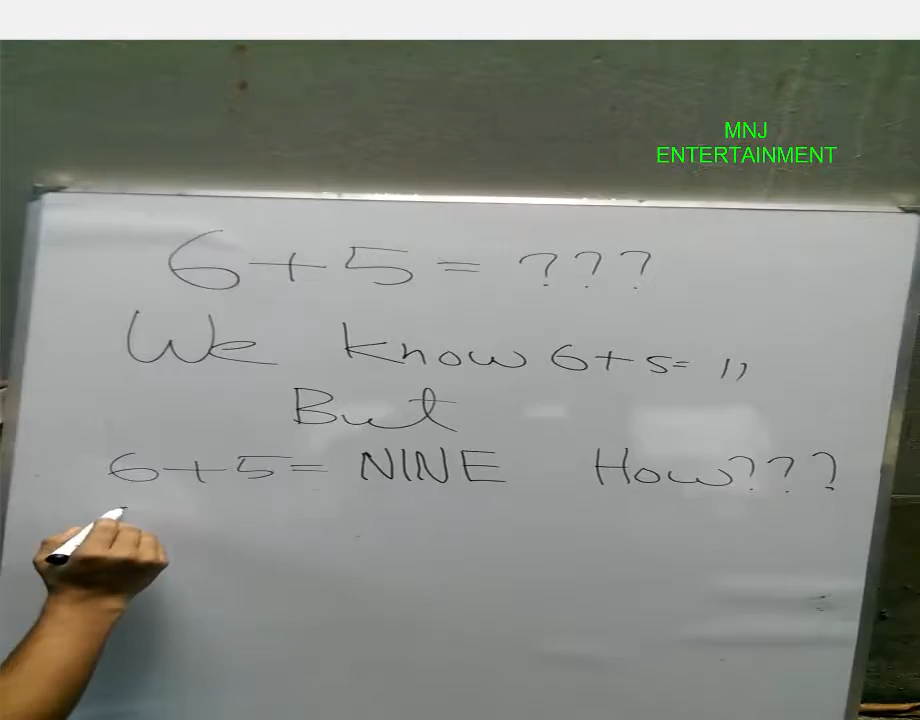 MNJ
ENTERTAINMENT
6+5= ???
We know 6+5= 11
But
6+5= NINE How???